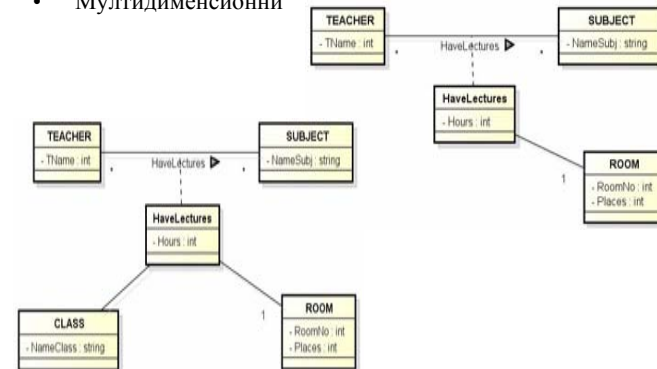 • Мултидименсионни
TEACHER
- TName : int
*
HaveLectures
*
SUBJECT
- NameSubj : string
HaveLectures
- Hours : int
1
ROOM
- RoomNo : int
- Places : int
TEACHER
- TName : int
*
HaveLectures
*
SUBJECT
- NameSubj : string
HaveLectures
- Hours : int
CLASS
- NameClass : string
1
ROOM
- RoomNo : int
- Places : int